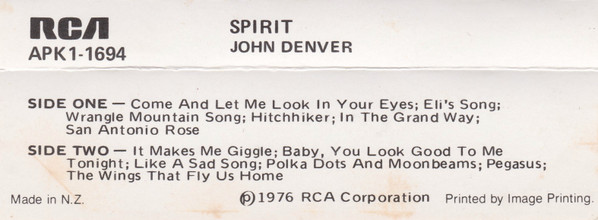 RCA
APK1-1694
SPIRIT
JOHN DENVER
SIDE ONE — Come And Let Me Look In Your Eyes; Eli's Song;
Wrangle Mountain Song; Hitchhiker; In The Grand Way;
San Antonio Rose
SIDE TWO — It Makes Me Giggle; Baby, You Look Good To Me
Tonight; Like A Sad Song; Polka Dots And Moonbeams; Pegasus;
The Wings That Fly Us Home
Made in N.Z.
℗1976 RCA Corporation
Printed by Image Printing.